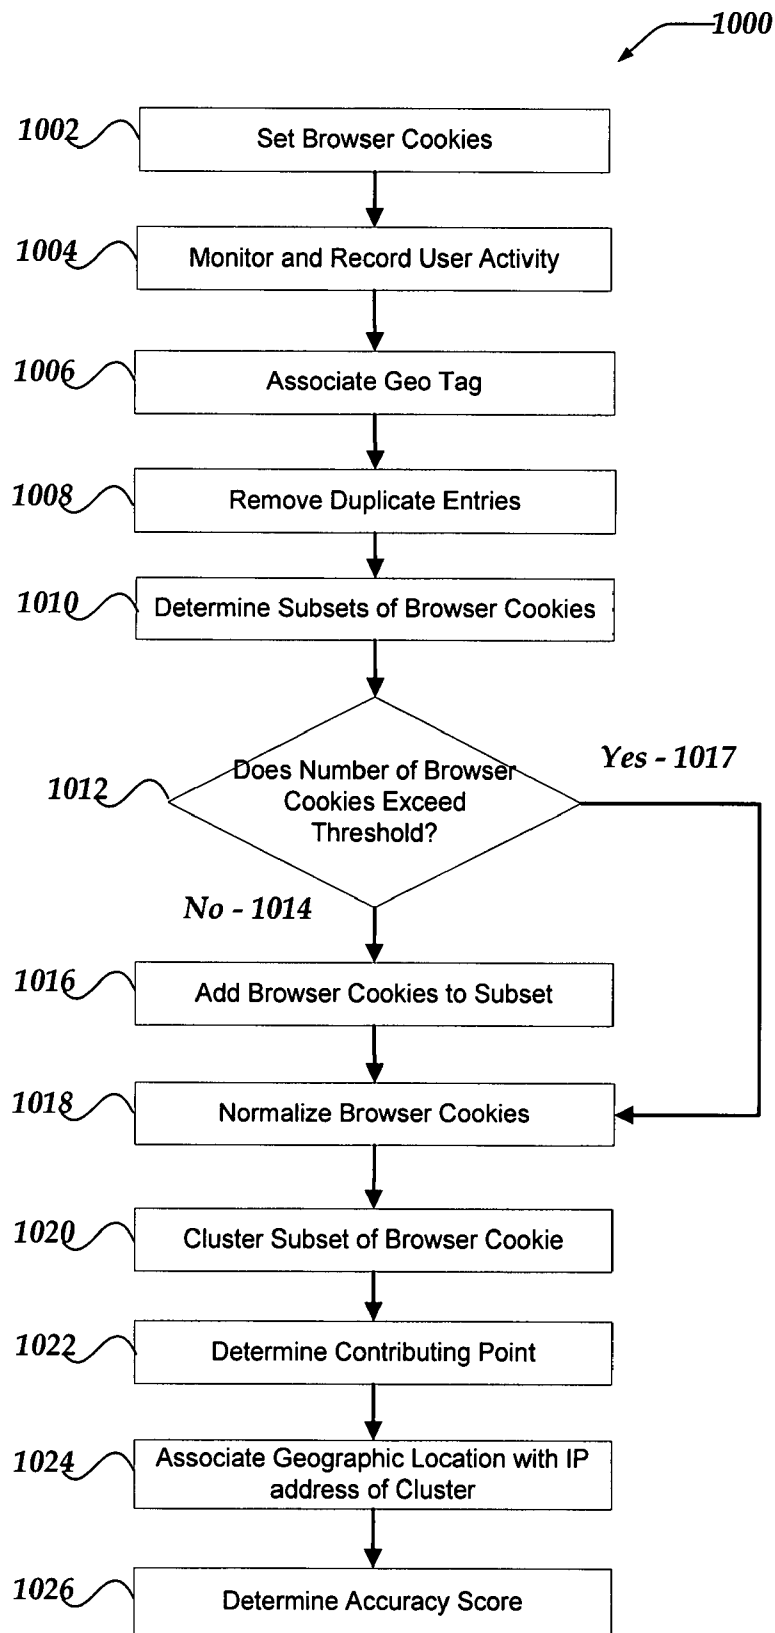 1000
1002
Set Browser Cookies
1004
Monitor and Record User Activity
1006
Associate Geo Tag
1008
Remove Duplicate Entries
1010
Determine Subsets of Browser Cookies
1012
Does Number of Browser
Cookies Exceed
Threshold?
Yes - 1017
No - 1014
1016
Add Browser Cookies to Subset
1018
Normalize Browser Cookies
1020
Cluster Subset of Browser Cookie
1022
Determine Contributing Point
1024
Associate Geographic Location with IP
address of Cluster
1026
Determine Accuracy Score